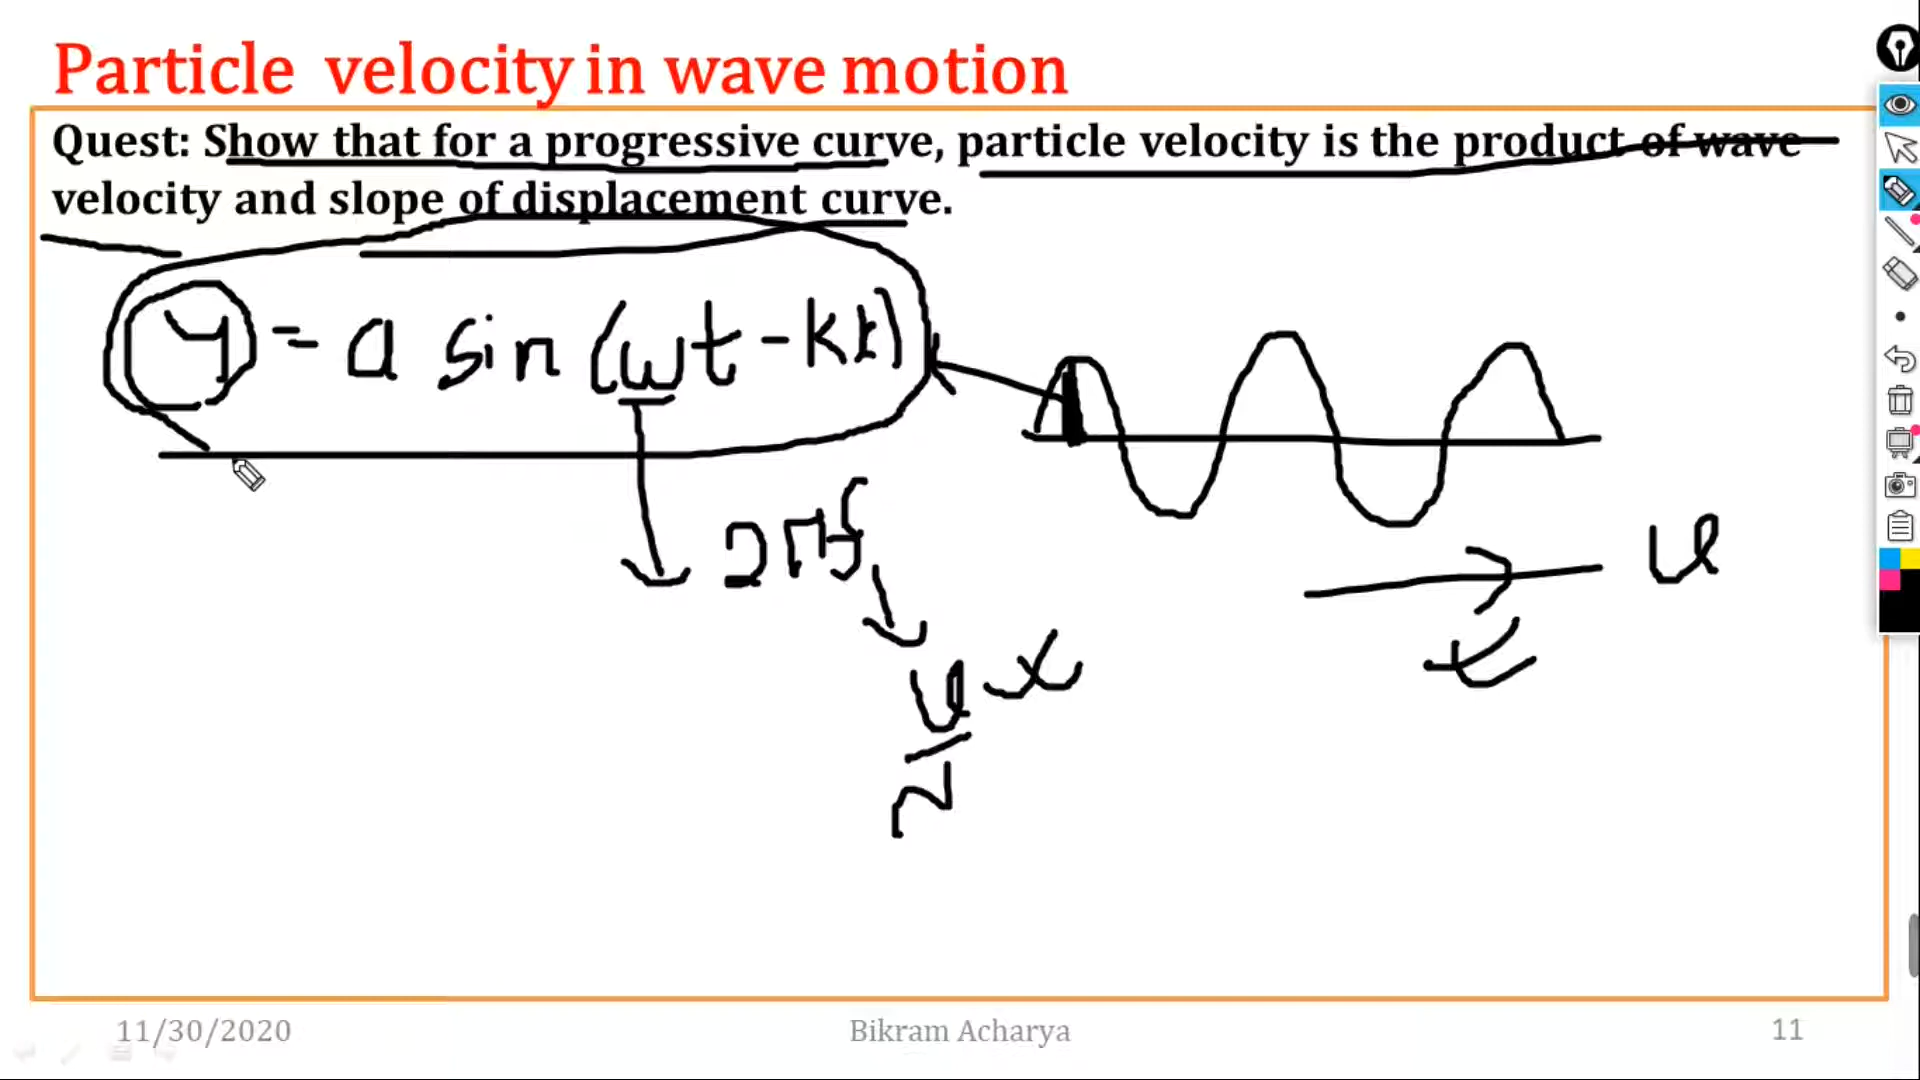 Particle velocity in wave motion
Quest: Show that for a progressive curve, particle velocity is the product of wave
velocity and slope of displacement curve.
y = a sin (ωt - kx)
2πf
v
x
v
λ
11/30/2020
Bikram Acharya
11